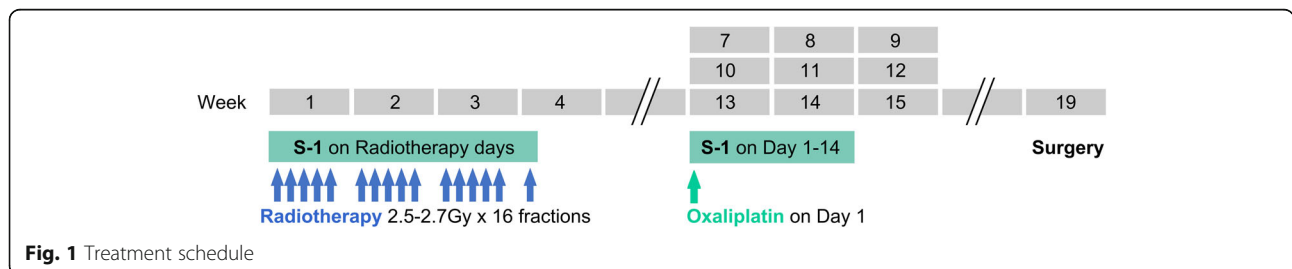 7 8 9
10 11 12
Week 1 2 3 4 13 14 15 19
S-1 on Radiotherapy days S-1 on Day 1-14 Surgery
Radiotherapy 2.5-2.7Gy x 16 fractions Oxaliplatin on Day 1
Fig. 1 Treatment schedule